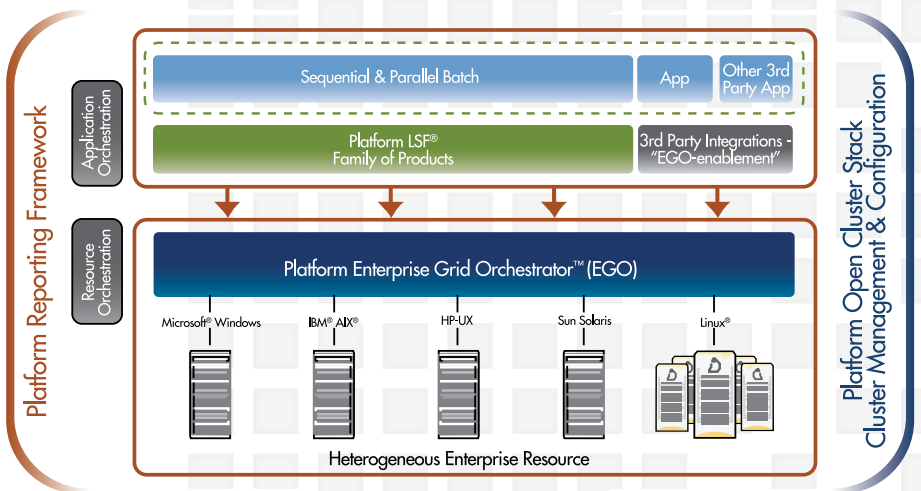 Platform Reporting Framework
Application
Orchestration
Resource
Orchestration
Sequential & Parallel Batch
App
Other 3rd
Party App
Platform LSF®
Family of Products
3rd Party Integrations -
“EGO-enablement”
Platform Enterprise Grid Orchestrator™ (EGO)
Microsoft® Windows
IBM® AIX®
HP-UX
Sun Solaris
Linux®
Heterogeneous Enterprise Resource
Platform Open Cluster Stack
Cluster Management & Configuration